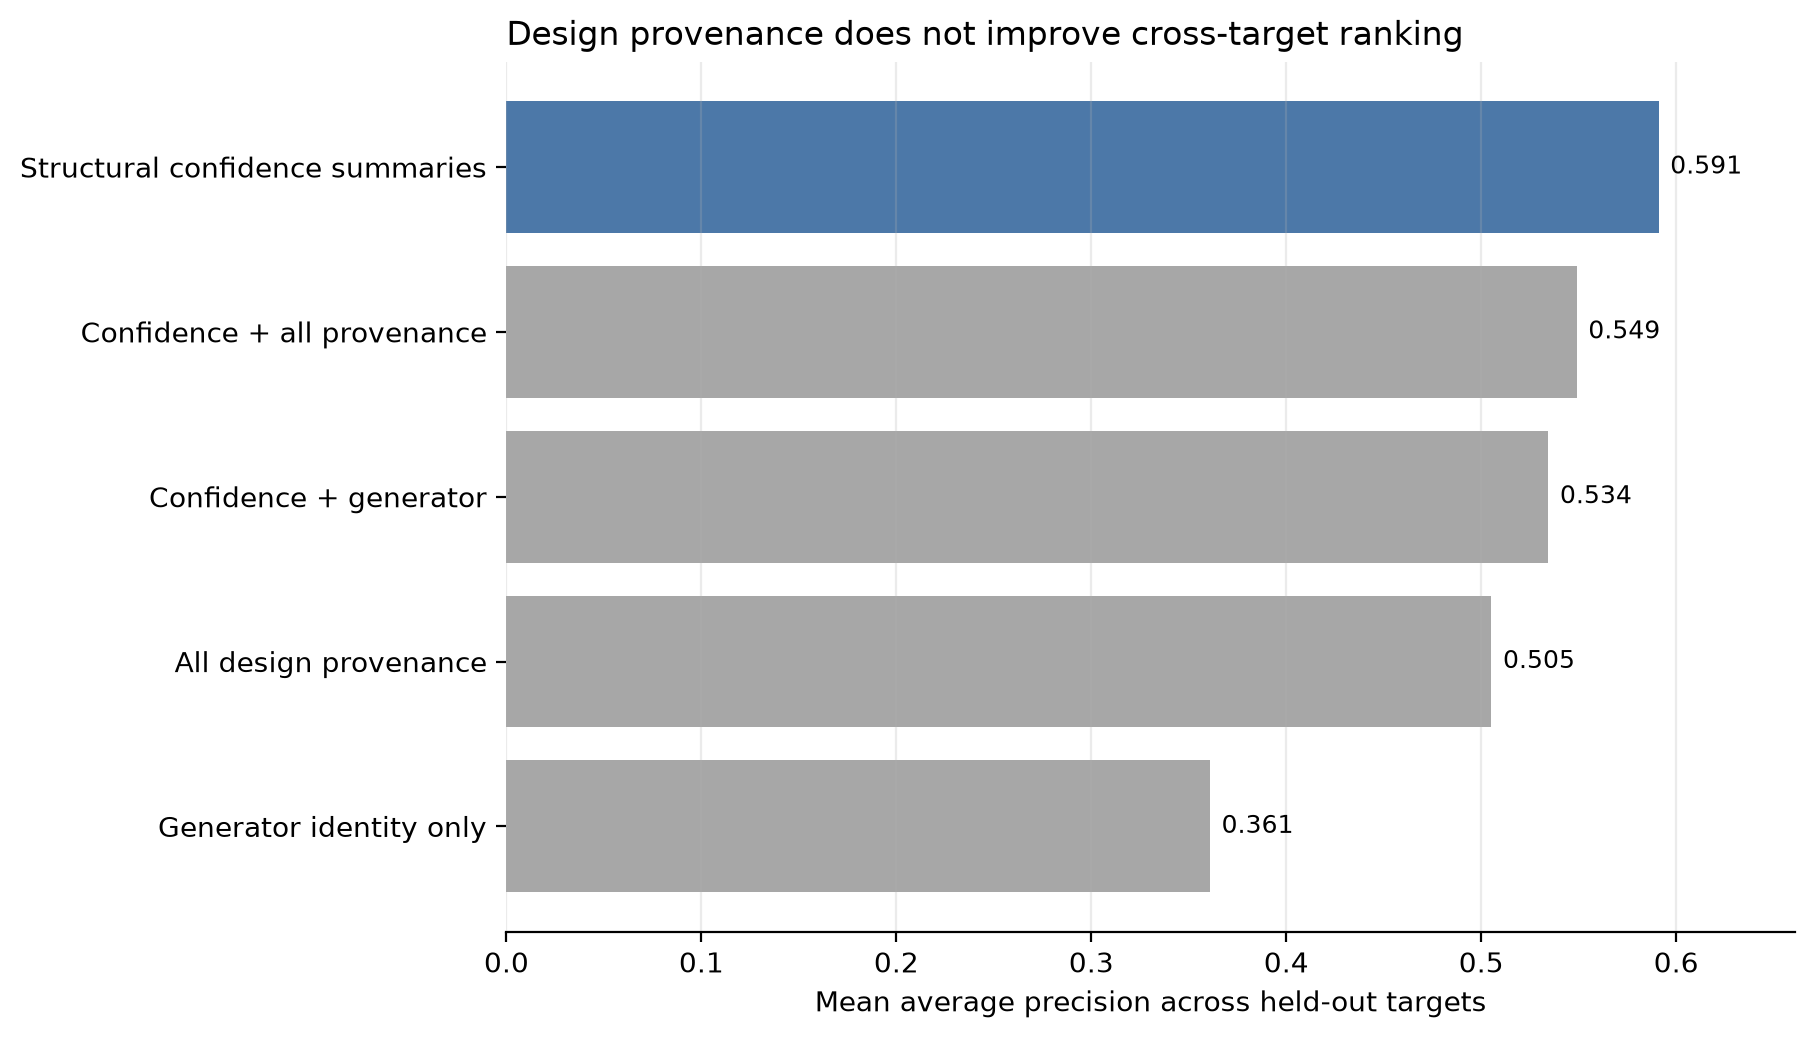 Design provenance does not improve cross-target ranking
Structural confidence summaries
0.591
Confidence + all provenance
0.549
Confidence + generator
0.534
All design provenance
0.505
Generator identity only
0.361
0.0 0.1 0.2 0.3 0.4 0.5 0.6
Mean average precision across held-out targets